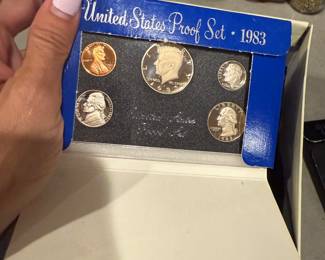 United States Proof Set · 1983
United States
Proof Set